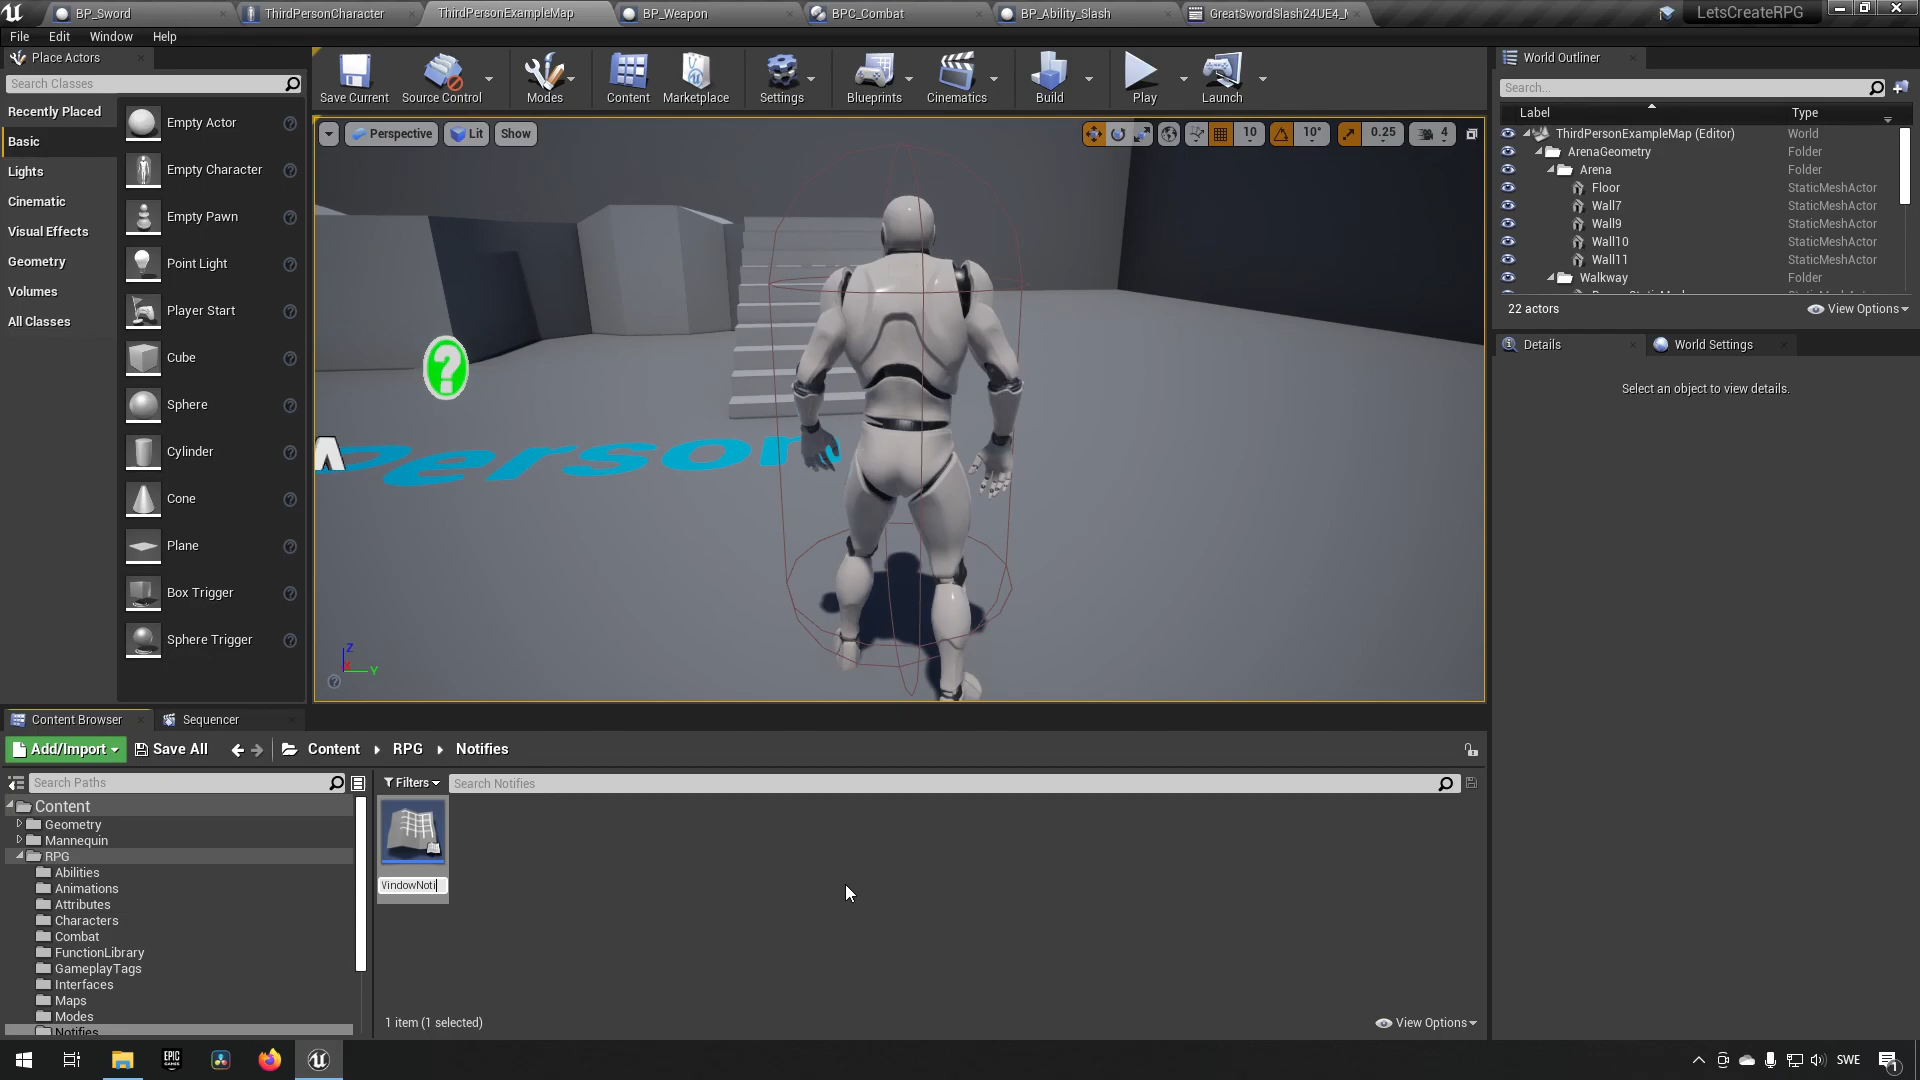 BP_Sword
ThirdPersonCharacter
ThirdPersonExampleMap
BP_Weapon
BPC_Combat
BP_Ability_Slash
GreatSwordSlash24UE4_
LetsCreateRPG
File Edit Window Help
Place Actors
Search Classes
Recently Placed
Basic
Lights
Cinematic
Visual Effects
Geometry
Volumes
All Classes
Empty Actor
Empty Character
Empty Pawn
Point Light
Player Start
Cube
Sphere
Cylinder
Cone
Plane
Box Trigger
Sphere Trigger
Save Current
Source Control
Modes
Content
Marketplace
Settings
Blueprints
Cinematics
Build
Play
Launch
Perspective
Lit
Show
10
10°
0.25
4
Person
Z
X
Y
World Outliner
Search...
Label Type
ThirdPersonExampleMap (Editor) World
ArenaGeometry Folder
Arena Folder
Floor StaticMeshActor
Wall7 StaticMeshActor
Wall9 StaticMeshActor
Wall10 StaticMeshActor
Wall11 StaticMeshActor
Walkway Folder
22 actors
View Options
Details
World Settings
Select an object to view details.
Content Browser
Sequencer
Add/Import
Save All
Content
RPG
Notifies
Search Paths
Filters
Search Notifies
Content
Geometry
Mannequin
RPG
Abilities
Animations
Attributes
Characters
Combat
FunctionLibrary
GameplayTags
Interfaces
Maps
Modes
Notifies
WindowNoti
1 item (1 selected)
View Options
EPIC
GAMES
SWE
1